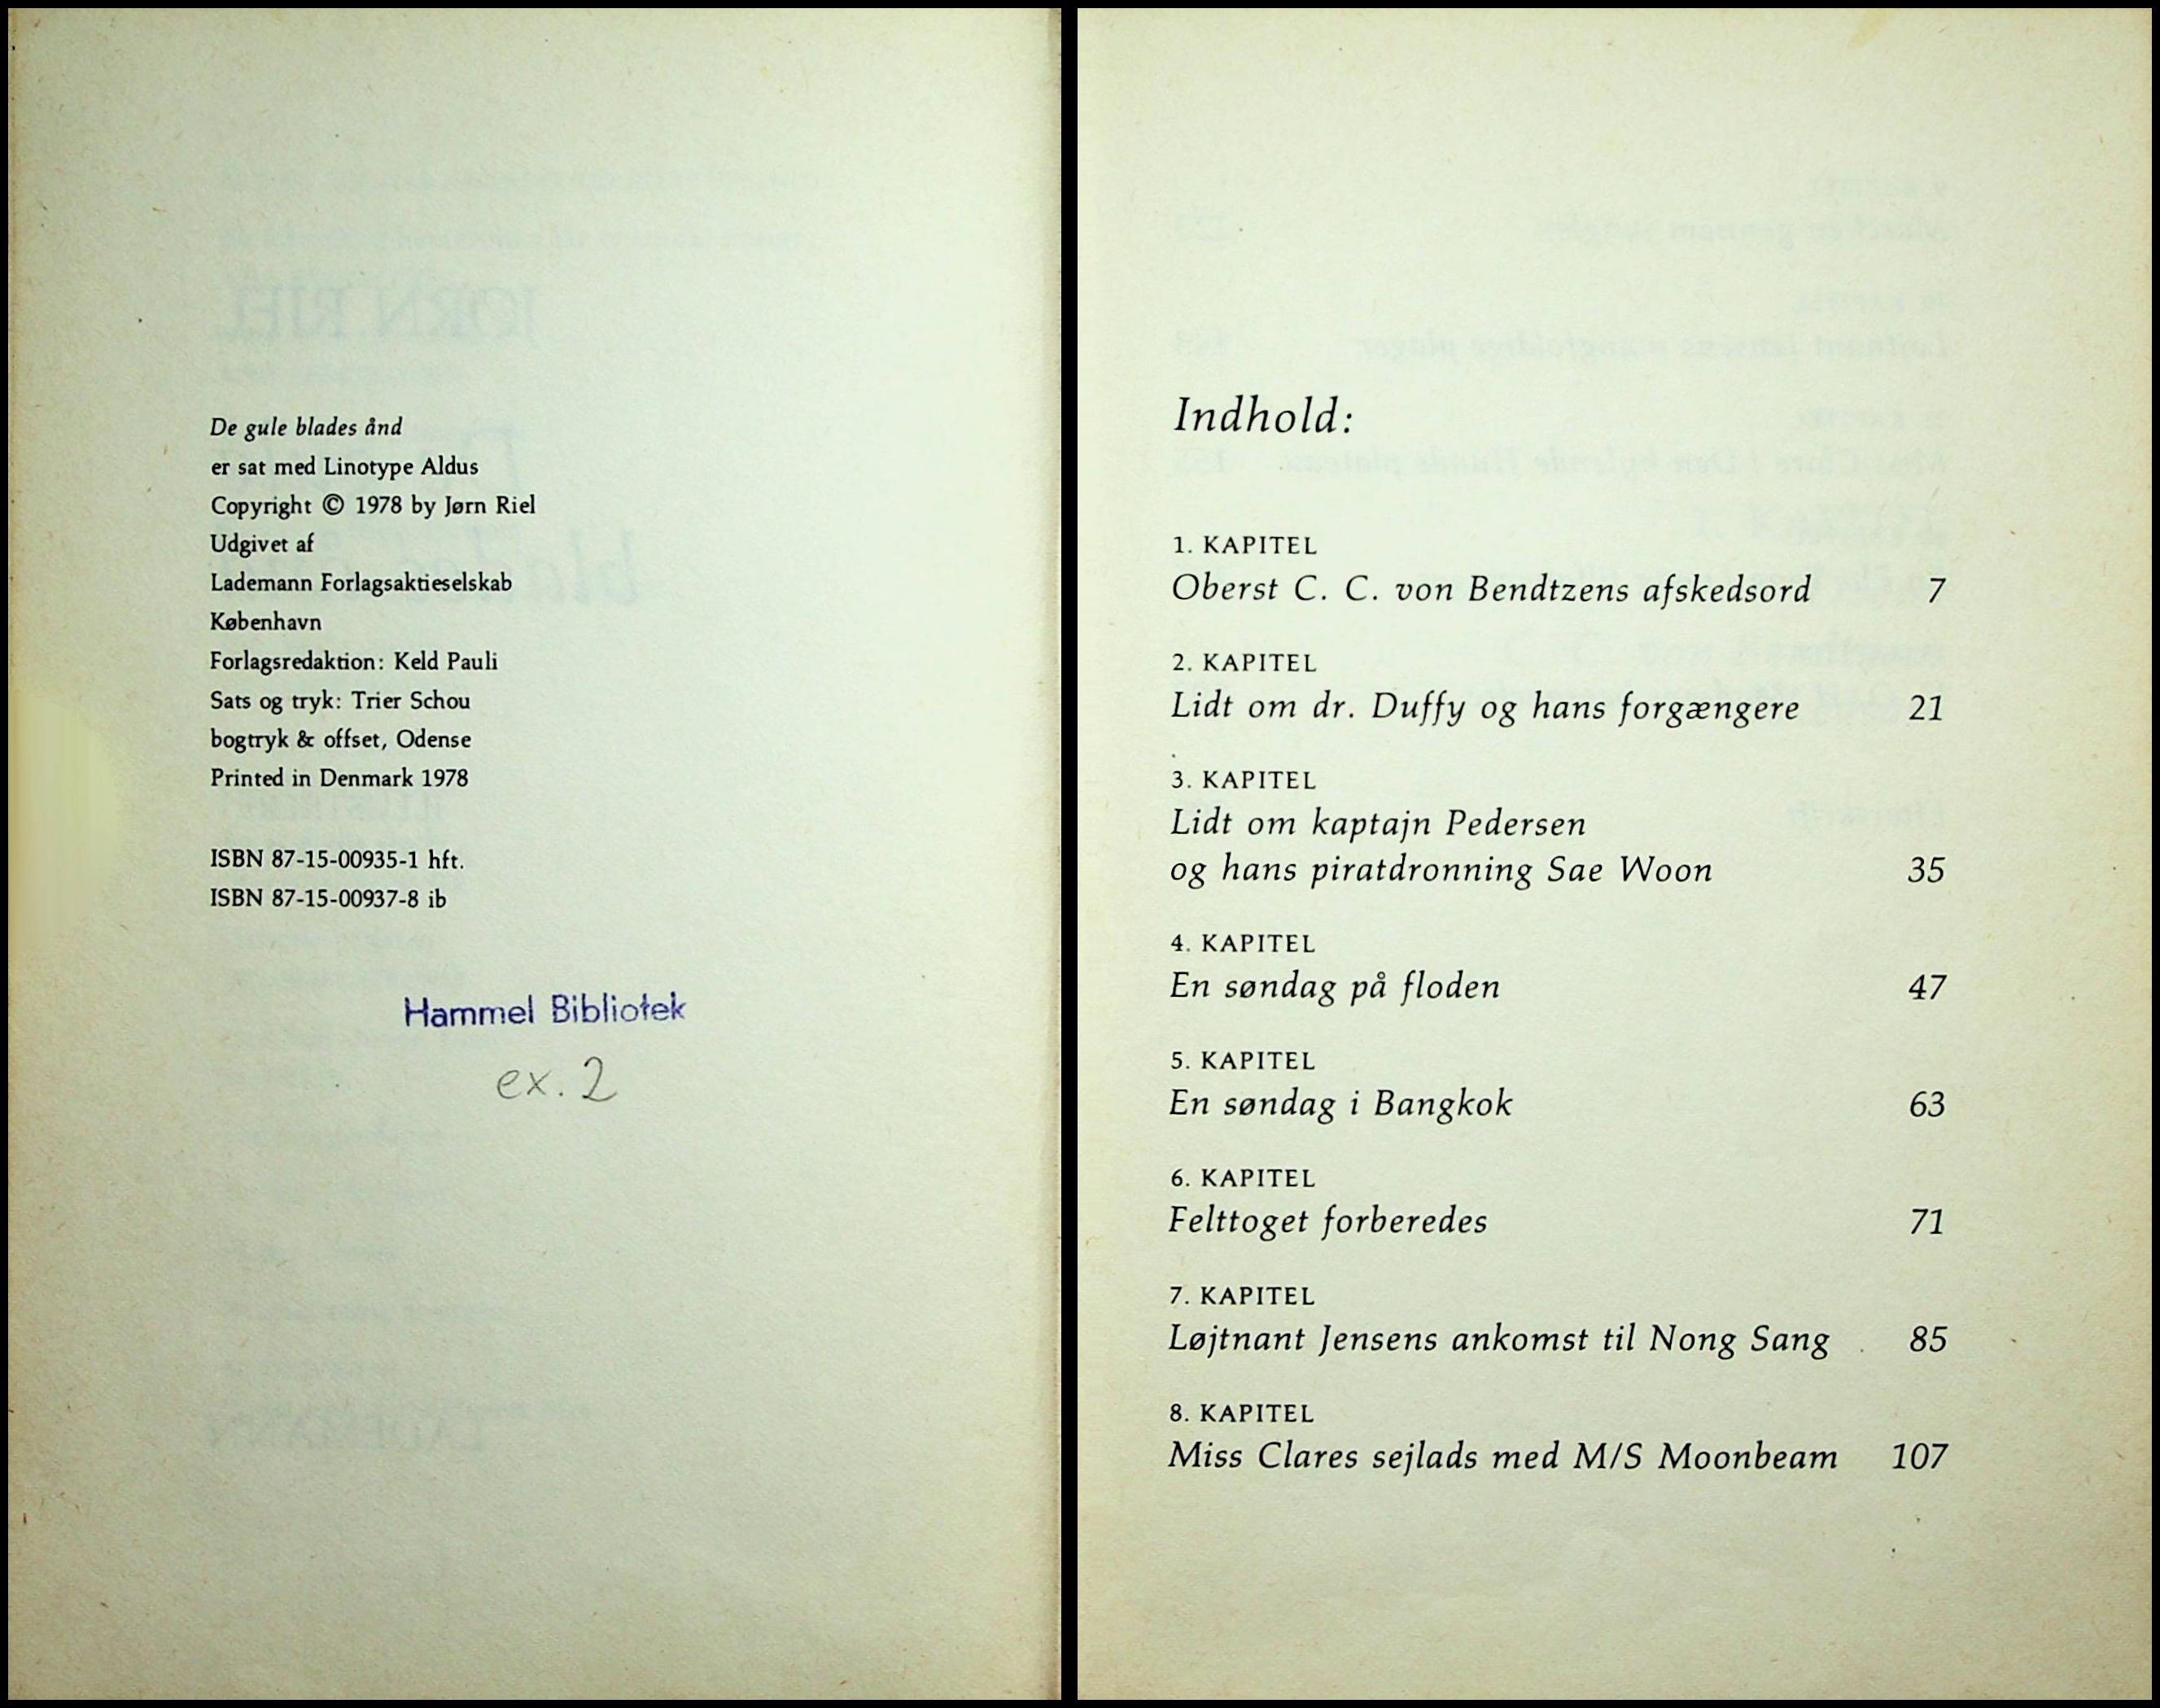 De gule blades ånd
er sat med Linotype Aldus
Copyright © 1978 by Jørn Riel
Udgivet af
Lademann Forlagsaktieselskab
København
Forlagsredaktion: Keld Pauli
Sats og tryk: Trier Schou
bogtryk & offset, Odense
Printed in Denmark 1978
ISBN 87-15-00935-1 hft.
ISBN 87-15-00937-8 ib
Hammel Bibliotek
ex. 2
Indhold:
1. KAPITEL
Oberst C. C. von Bendtzens afskedsord 7
2. KAPITEL
Lidt om dr. Duffy og hans forgængere 21
3. KAPITEL
Lidt om kaptajn Pedersen
og hans piratdronning Sae Woon 35
4. KAPITEL
En søndag på floden 47
5. KAPITEL
En søndag i Bangkok 63
6. KAPITEL
Felttoget forberedes 71
7. KAPITEL
Løjtnant Jensens ankomst til Nong Sang 85
8. KAPITEL
Miss Clares sejlads med M/S Moonbeam 107